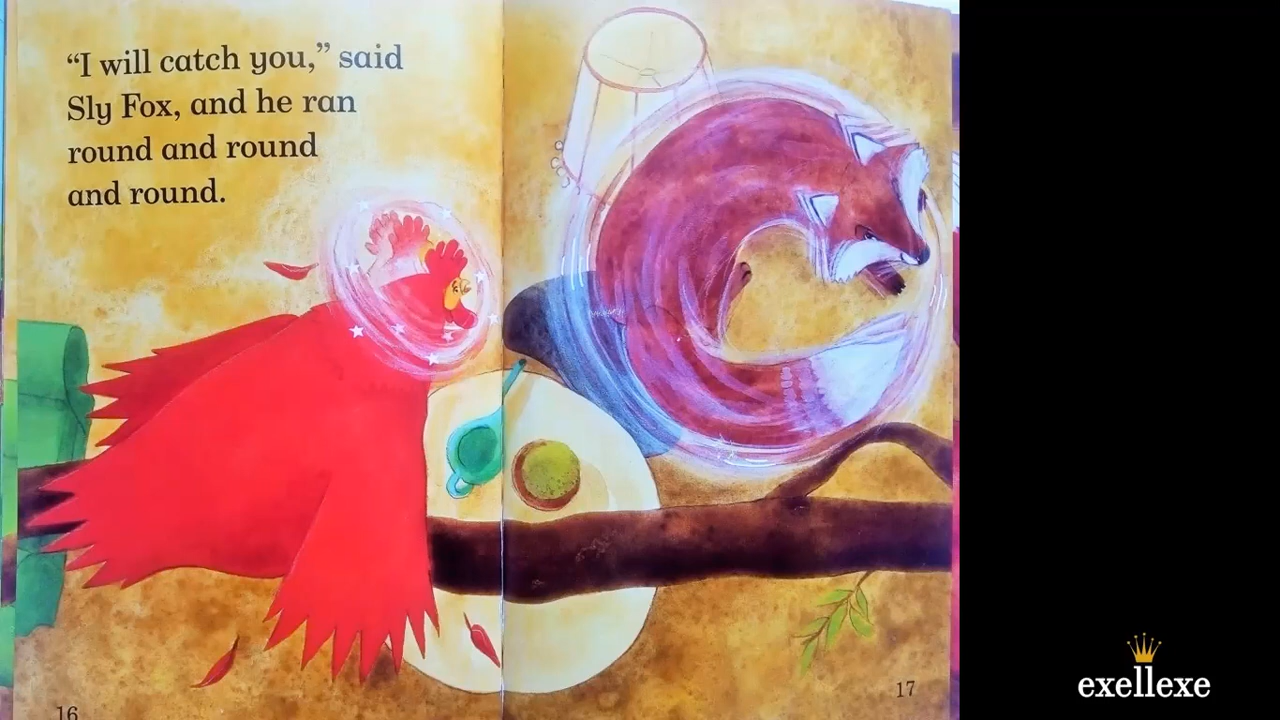 “I will catch you,” said
Sly Fox, and he ran
round and round
and round.
16
17
exellexe